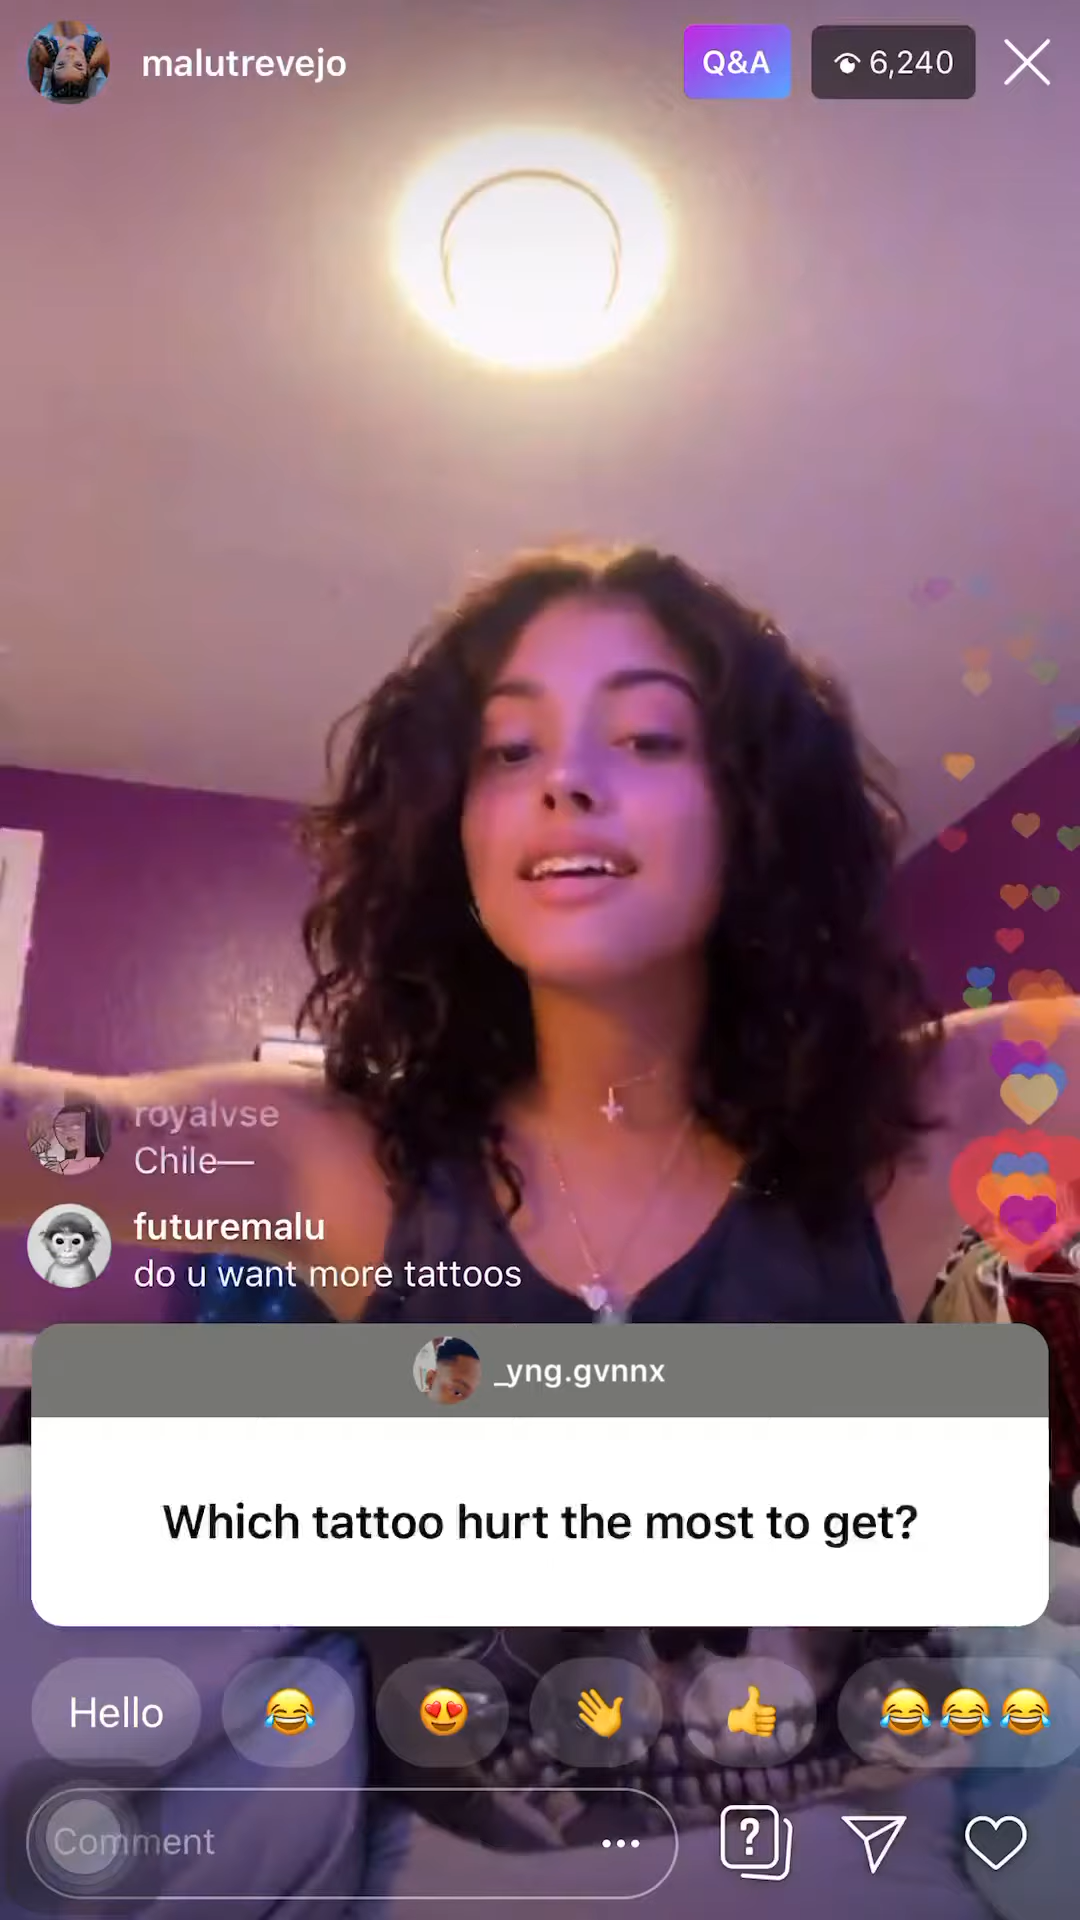 malutrevejo
Q&A
6,240
royalvse
Chile—
futuremalu
do u want more tattoos
_yng.gvnnx
Which tattoo hurt the most to get?
Hello
Comment